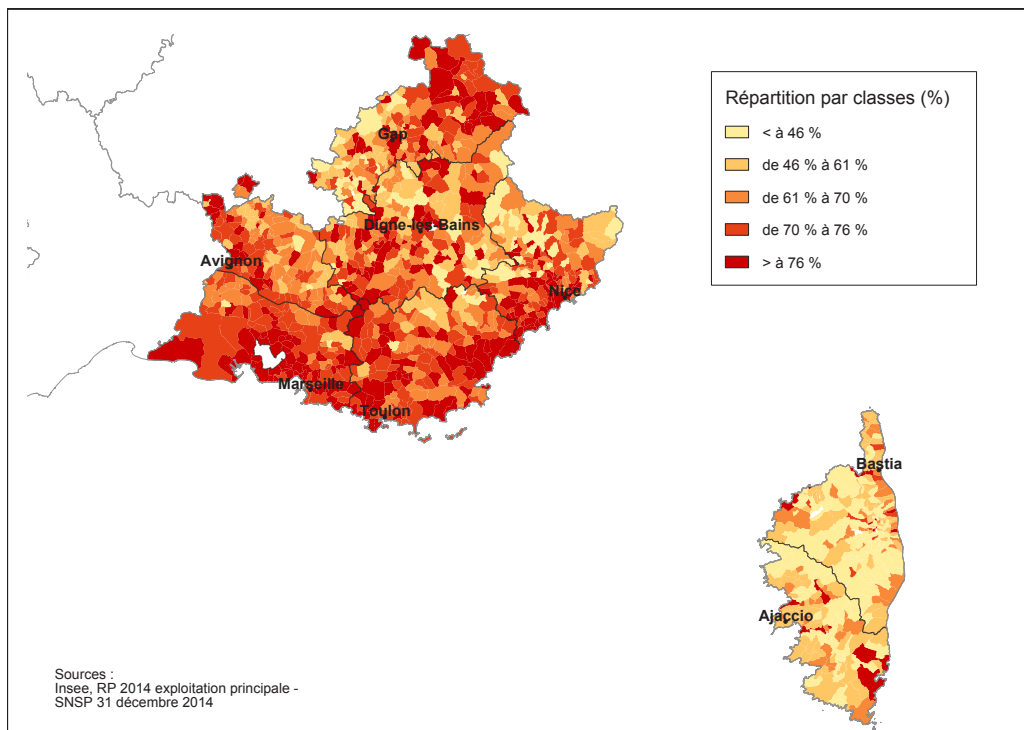 Répartition par classes (%)
< à 46 %
de 46 % à 61 %
de 61 % à 70 %
de 70 % à 76 %
> à 76 %
Gap
Digne-les-Bains
Avignon
Nice
Marseille
Toulon
Bastia
Ajaccio
Sources :
Insee, RP 2014 exploitation principale -
SNSP 31 décembre 2014